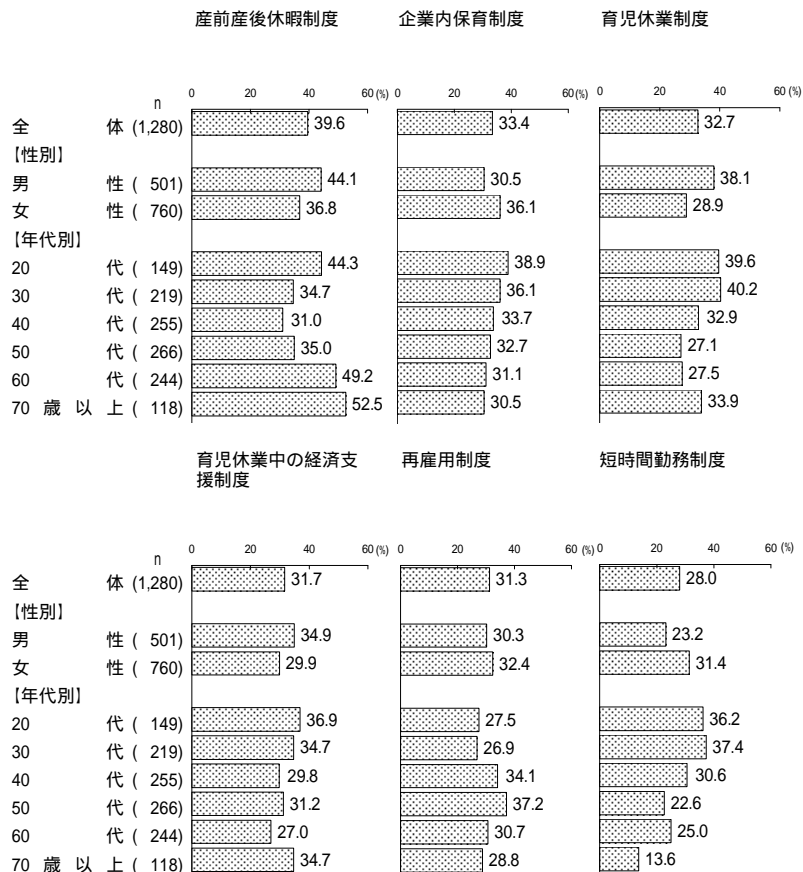 産前産後休暇制度 企業内保育制度 育児休業制度
0 20 40 60 (%) 0 20 40 60 (%) 0 20 40 60 (%)
n
全 体 (1,280) 39.6 33.4 32.7
【性別】
男 性 ( 501) 44.1 30.5 38.1
女 性 ( 760) 36.8 36.1 28.9
【年代別】
20 代 ( 149) 44.3 38.9 39.6
30 代 ( 219) 34.7 36.1 40.2
40 代 ( 255) 31.0 33.7 32.9
50 代 ( 266) 35.0 32.7 27.1
60 代 ( 244) 49.2 31.1 27.5
70 歳 以 上 ( 118) 52.5 30.5 33.9
育児休業中の経済支 再雇用制度 短時間勤務制度
援制度
0 20 40 60 (%) 0 20 40 60 (%) 0 20 40 60 (%)
n
全 体 (1,280) 31.7 31.3 28.0
【性別】
男 性 ( 501) 34.9 30.3 23.2
女 性 ( 760) 29.9 32.4 31.4
【年代別】
20 代 ( 149) 36.9 27.5 36.2
30 代 ( 219) 34.7 26.9 37.4
40 代 ( 255) 29.8 34.1 30.6
50 代 ( 266) 31.2 37.2 22.6
60 代 ( 244) 27.0 30.7 25.0
70 歳 以 上 ( 118) 34.7 28.8 13.6